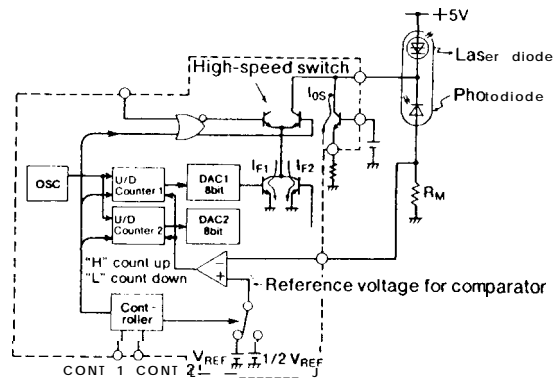 +5V
Laser diode
High-speed switch
IOS
Photodiode
OSC
U/D
Counter 1
DAC1
8bit
IF1
IF2
RM
U/D
Counter 2
DAC2
8bit
"H" count up
"L" count down
−
+
Reference voltage for comparator
Cont-
roller
VREF
1/2 VREF
CONT 1 CONT 2